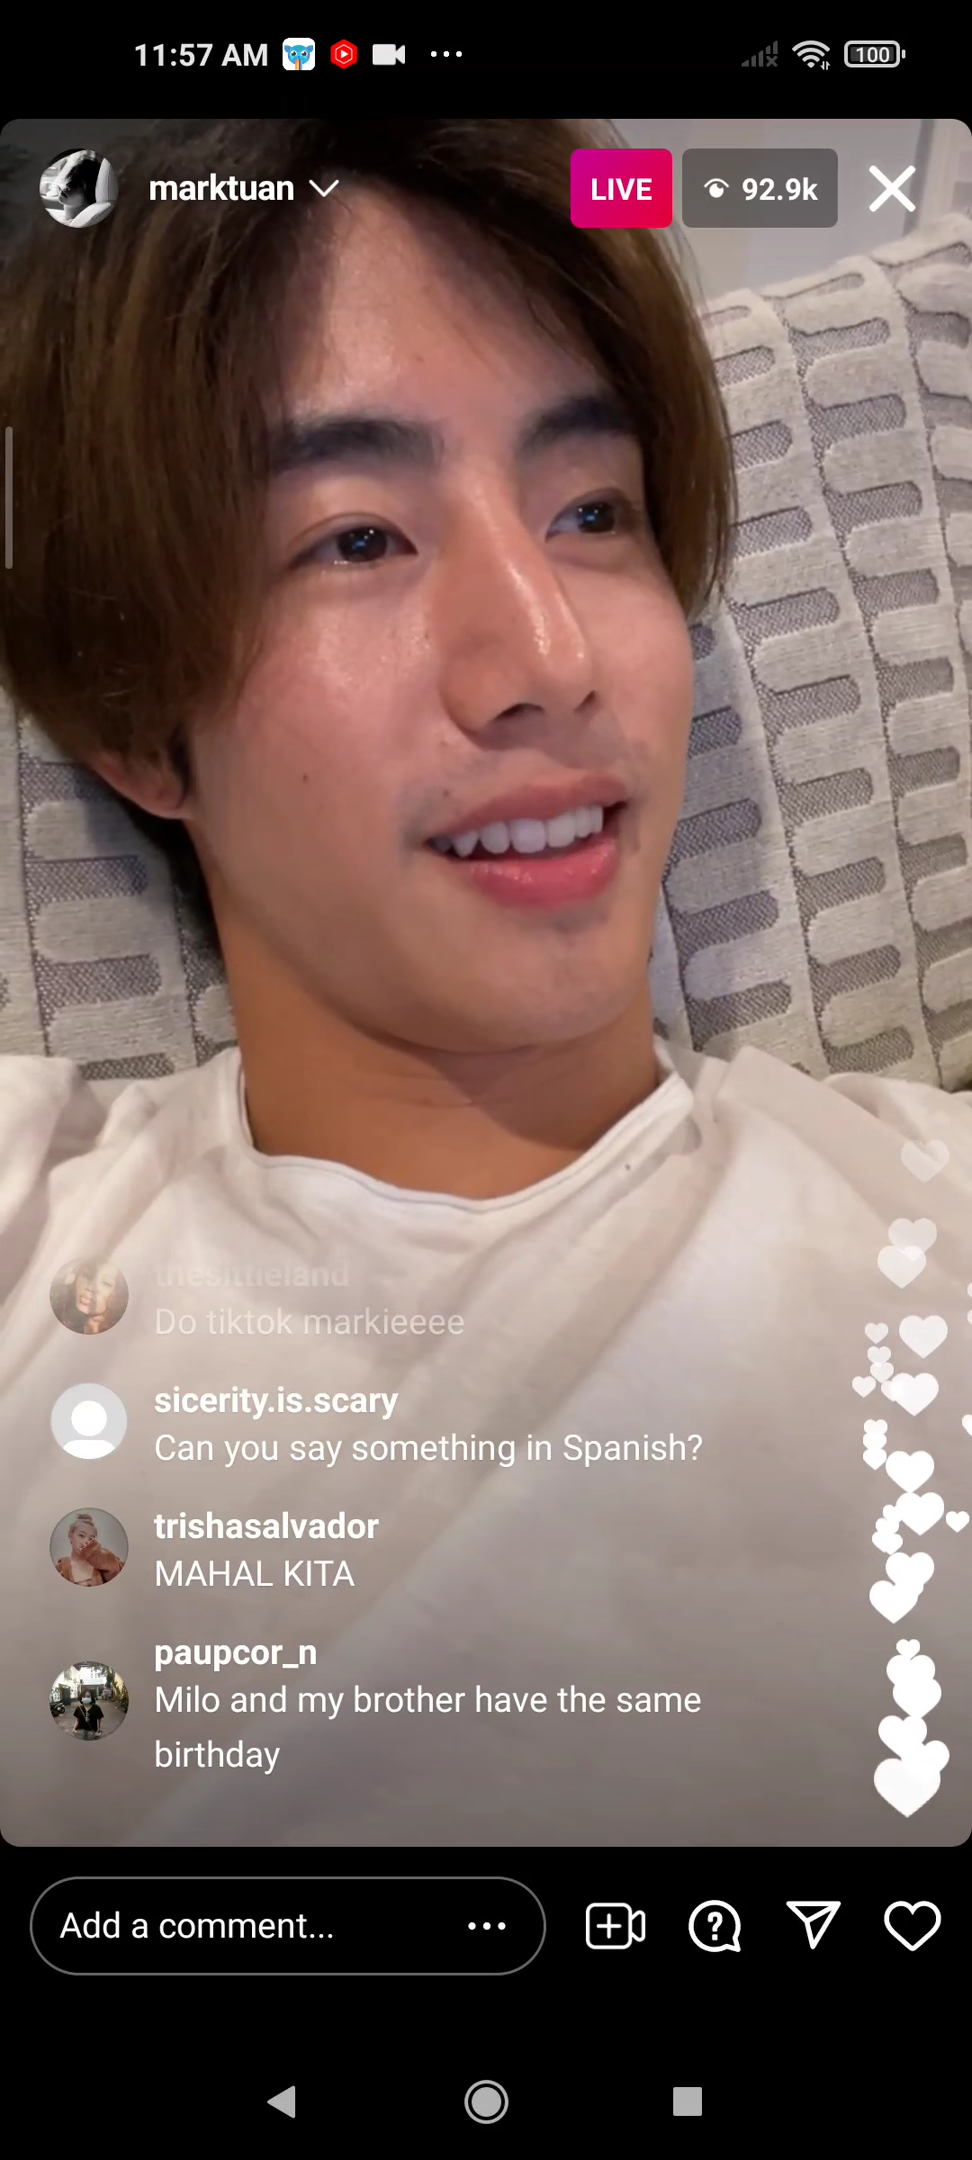 11:57 AM
100
marktuan
LIVE
92.9k
thesittieland
Do tiktok markieeee
sicerity.is.scary
Can you say something in Spanish?
trishasalvador
MAHAL KITA
paupcor_n
Milo and my brother have the same
birthday
Add a comment...